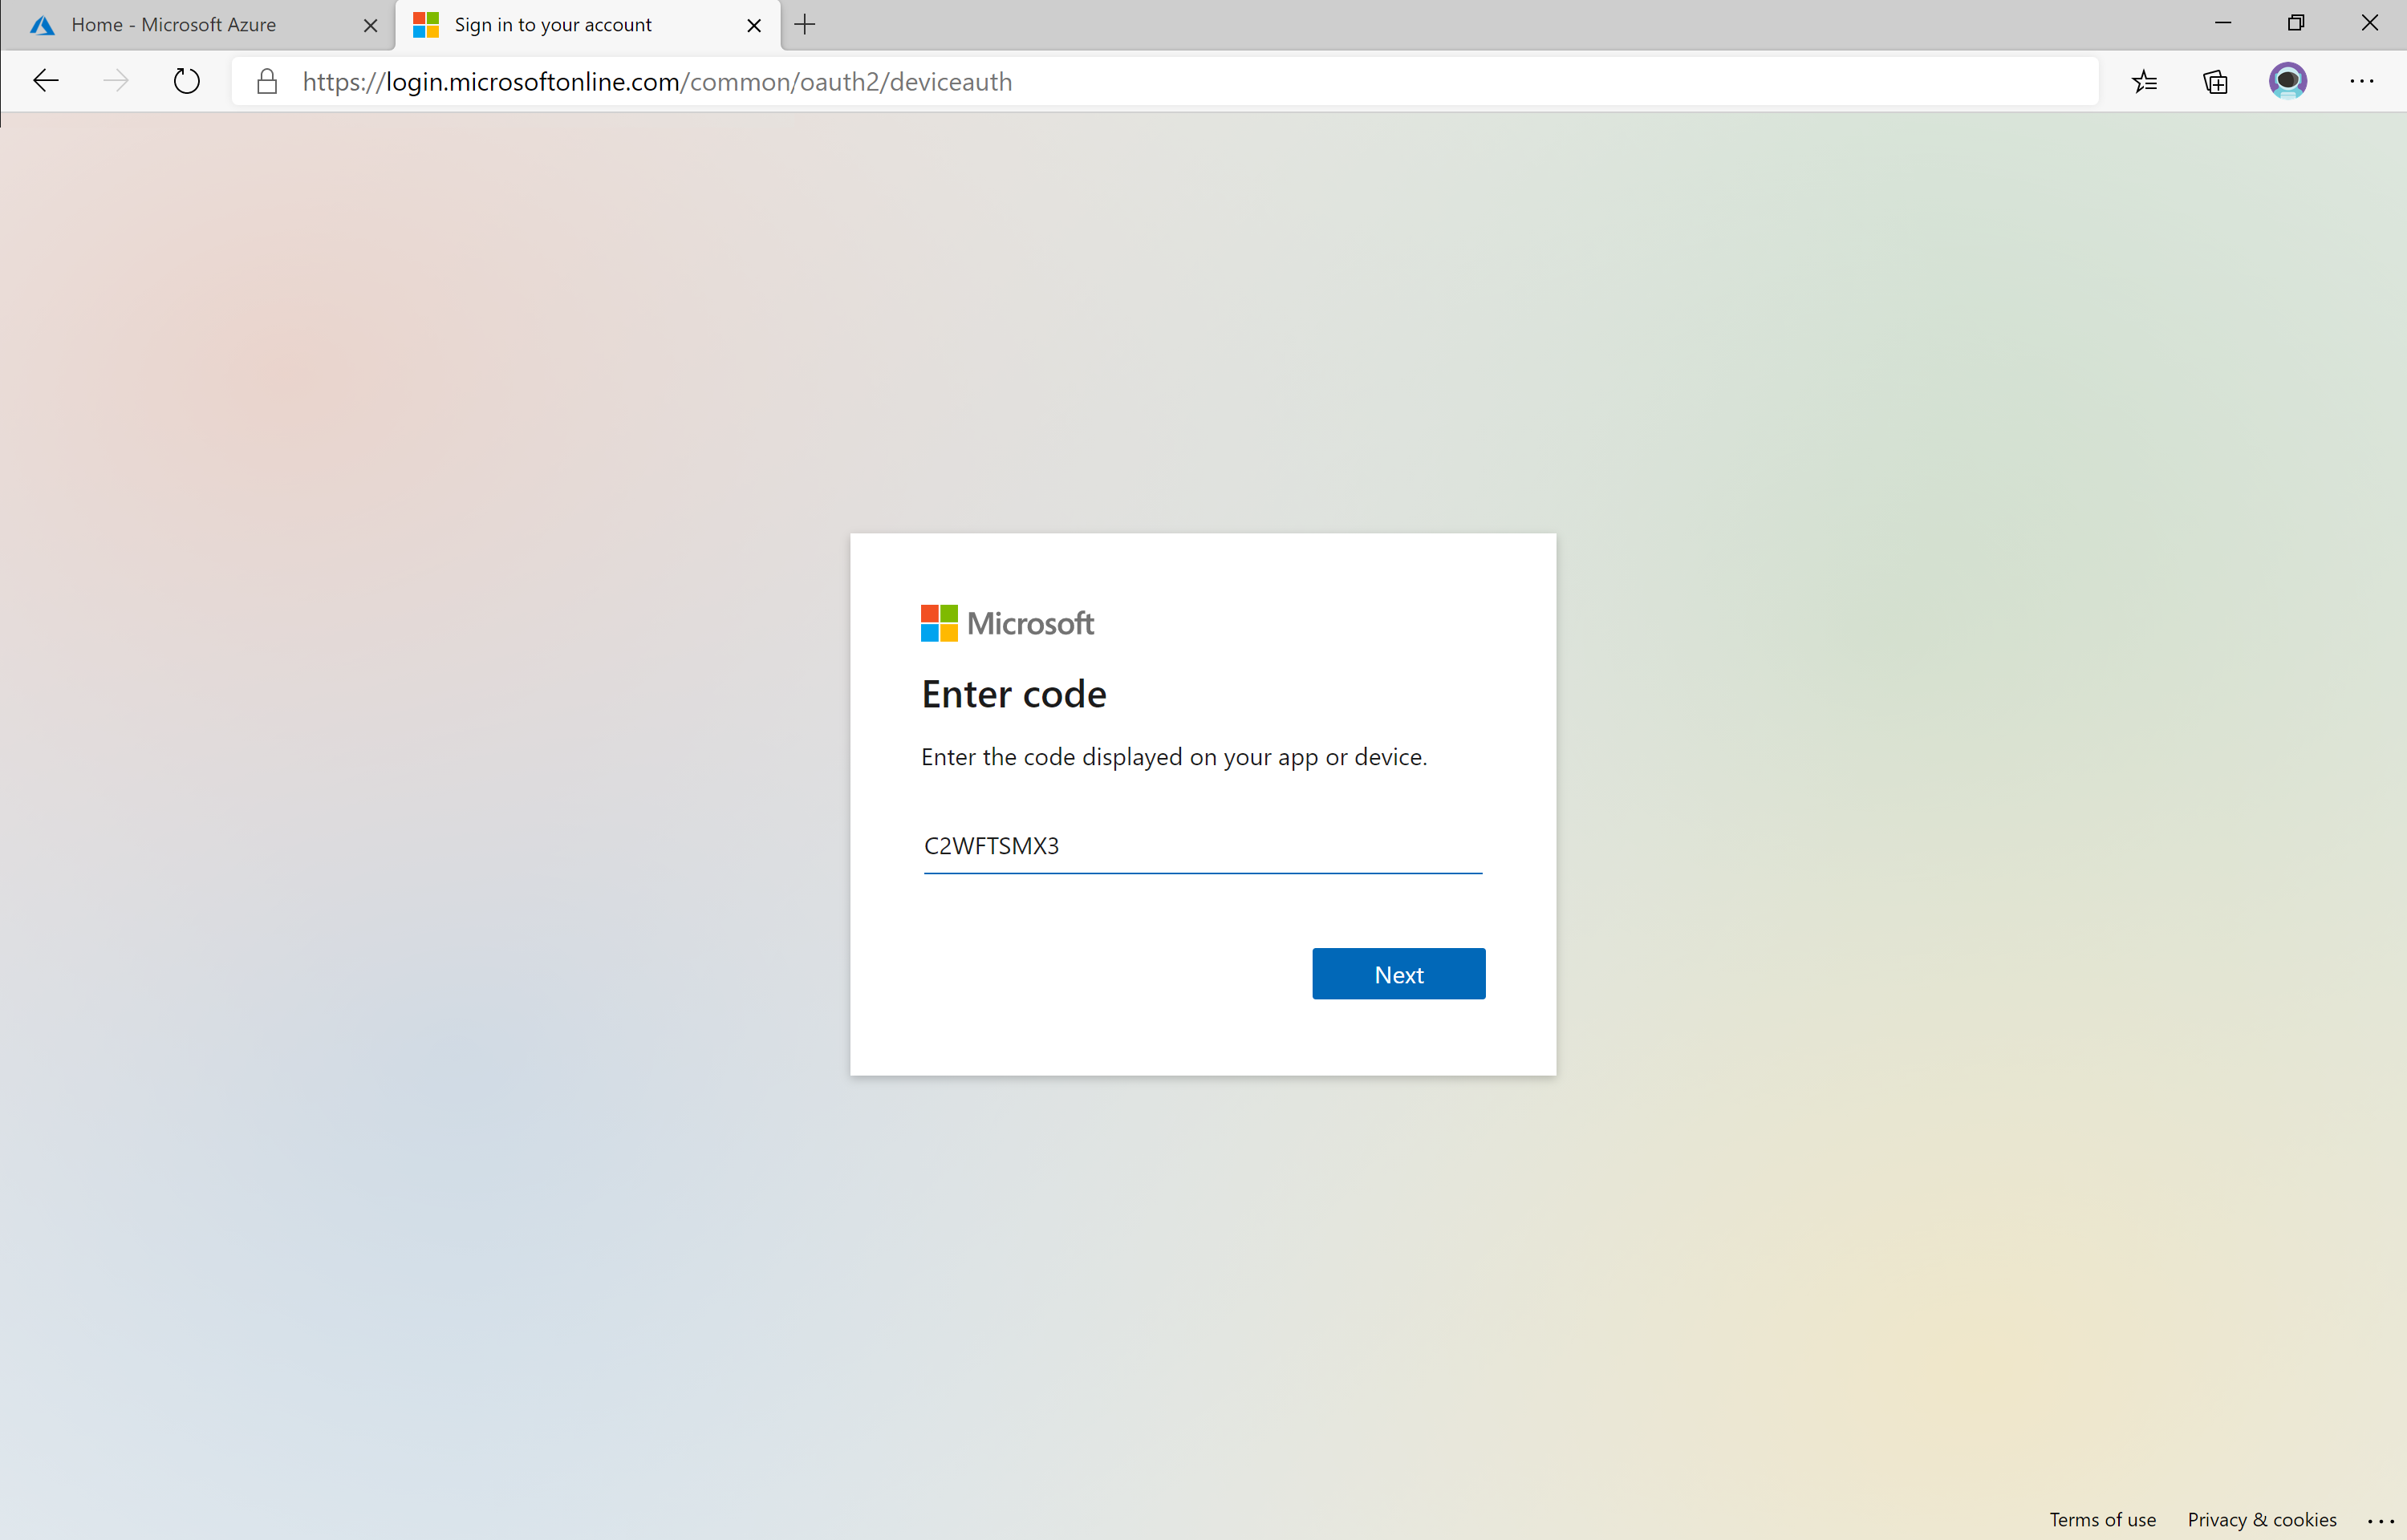 Home - Microsoft Azure
Sign in to your account
https://login.microsoftonline.com/common/oauth2/deviceauth
Microsoft
Enter code
Enter the code displayed on your app or device.
C2WFTSMX3
Next
Terms of use Privacy & cookies ...